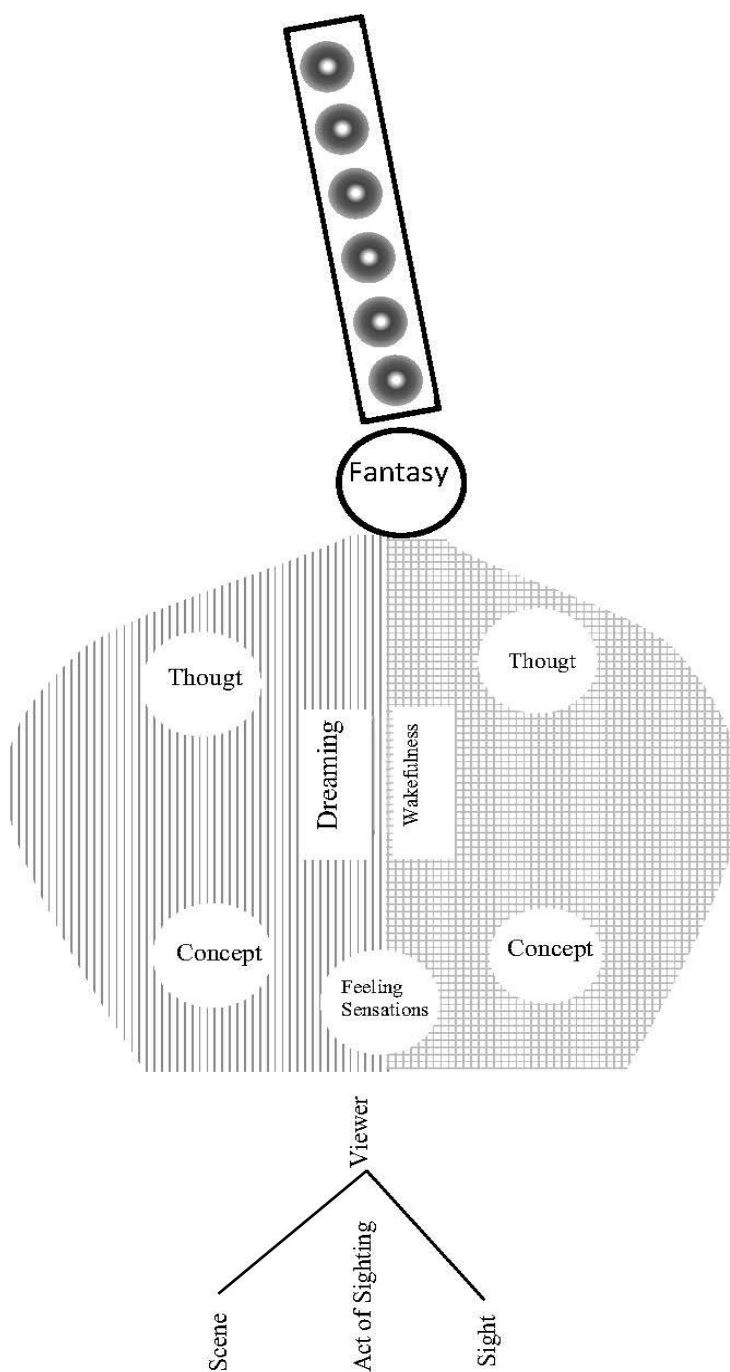 Fantasy
Thougt
Thougt
Dreaming
Wakefulness
Concept
Concept
Feeling
Sensations
Viewer
Scene
Act of Sighting
Sight